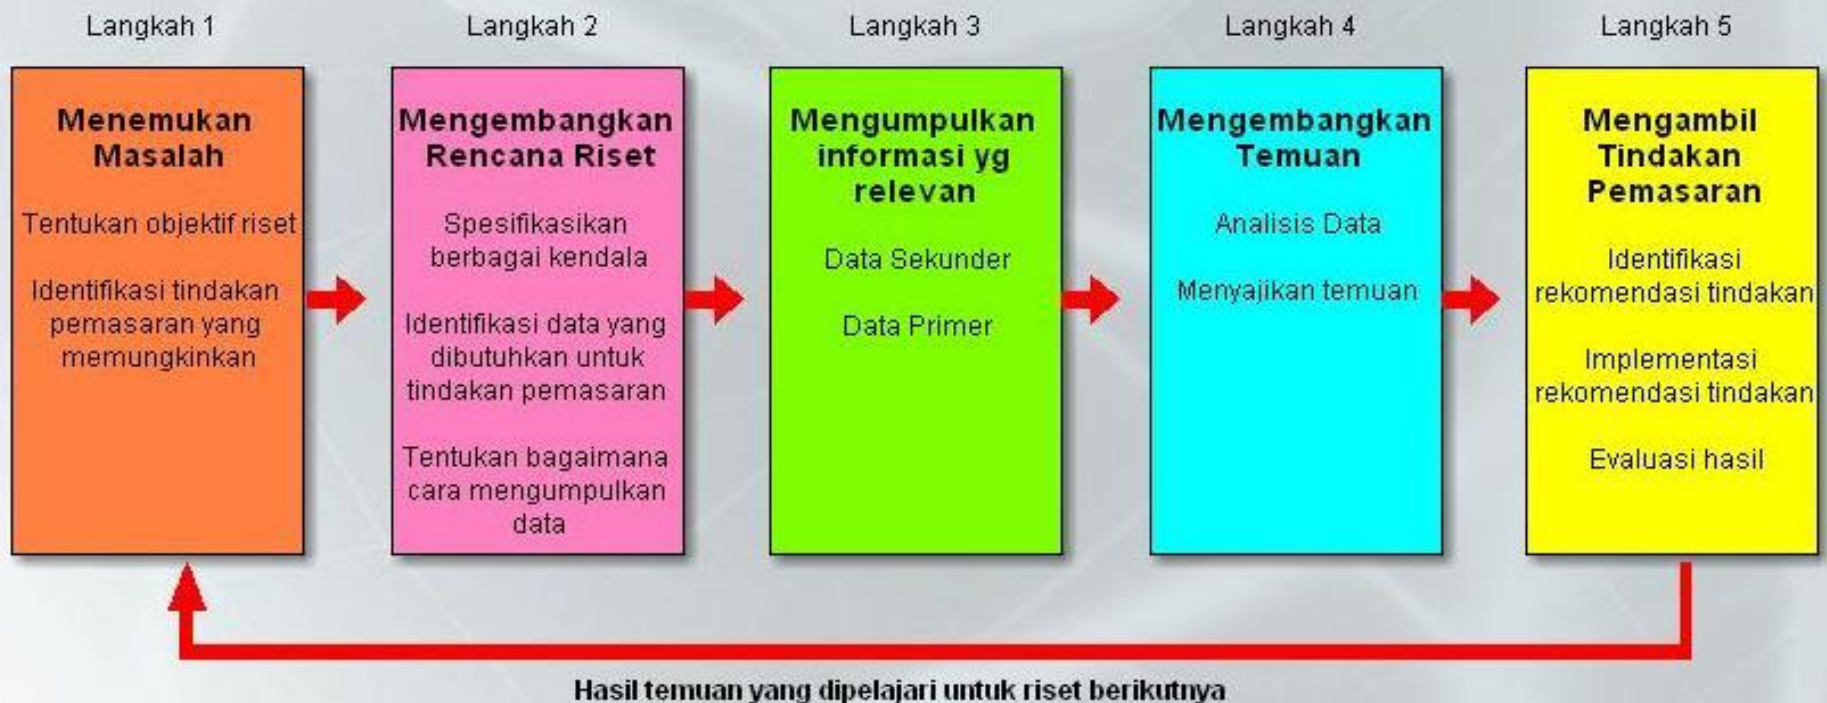 Langkah 1
Menemukan
Masalah
Tentukan objektif riset
Identifikasi tindakan
pemasaran yang
memungkinkan
Langkah 2
Mengembangkan
Rencana Riset
Spesifikasikan
berbagai kendala
Identifikasi data yang
dibutuhkan untuk
tindakan pemasaran
Tentukan bagaimana
cara mengumpulkan
data
Langkah 3
Mengumpulkan
informasi yg
relevan
Data Sekunder
Data Primer
Langkah 4
Mengembangkan
Temuan
Analisis Data
Menyajikan temuan
Langkah 5
Mengambil
Tindakan
Pemasaran
Identifikasi
rekomendasi tindakan
Implementasi
rekomendasi tindakan
Evaluasi hasil
Hasil temuan yang dipelajari untuk riset berikutnya